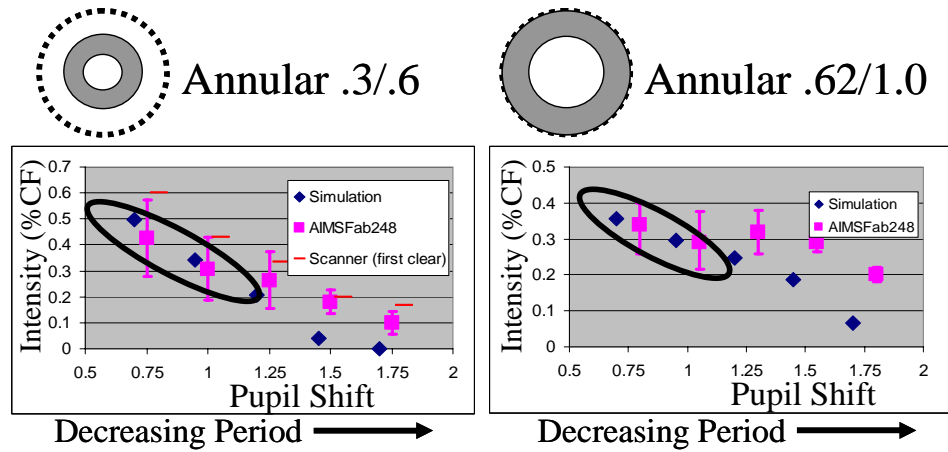 Annular .3/.6
Annular .62/1.0
Intensity (%CF)
0.7
0.6
0.5
0.4
0.3
0.2
0.1
0
Simulation
AIMSFab248
Scanner (first clear)
0.5 0.75 1 1.25 1.5 1.75 2
Pupil Shift
Decreasing Period
Intensity (%CF)
0.5
0.4
0.3
0.2
0.1
0
Simulation
AIMSFab248
0.5 0.75 1 1.25 1.5 1.75 2
Pupil Shift
Decreasing Period